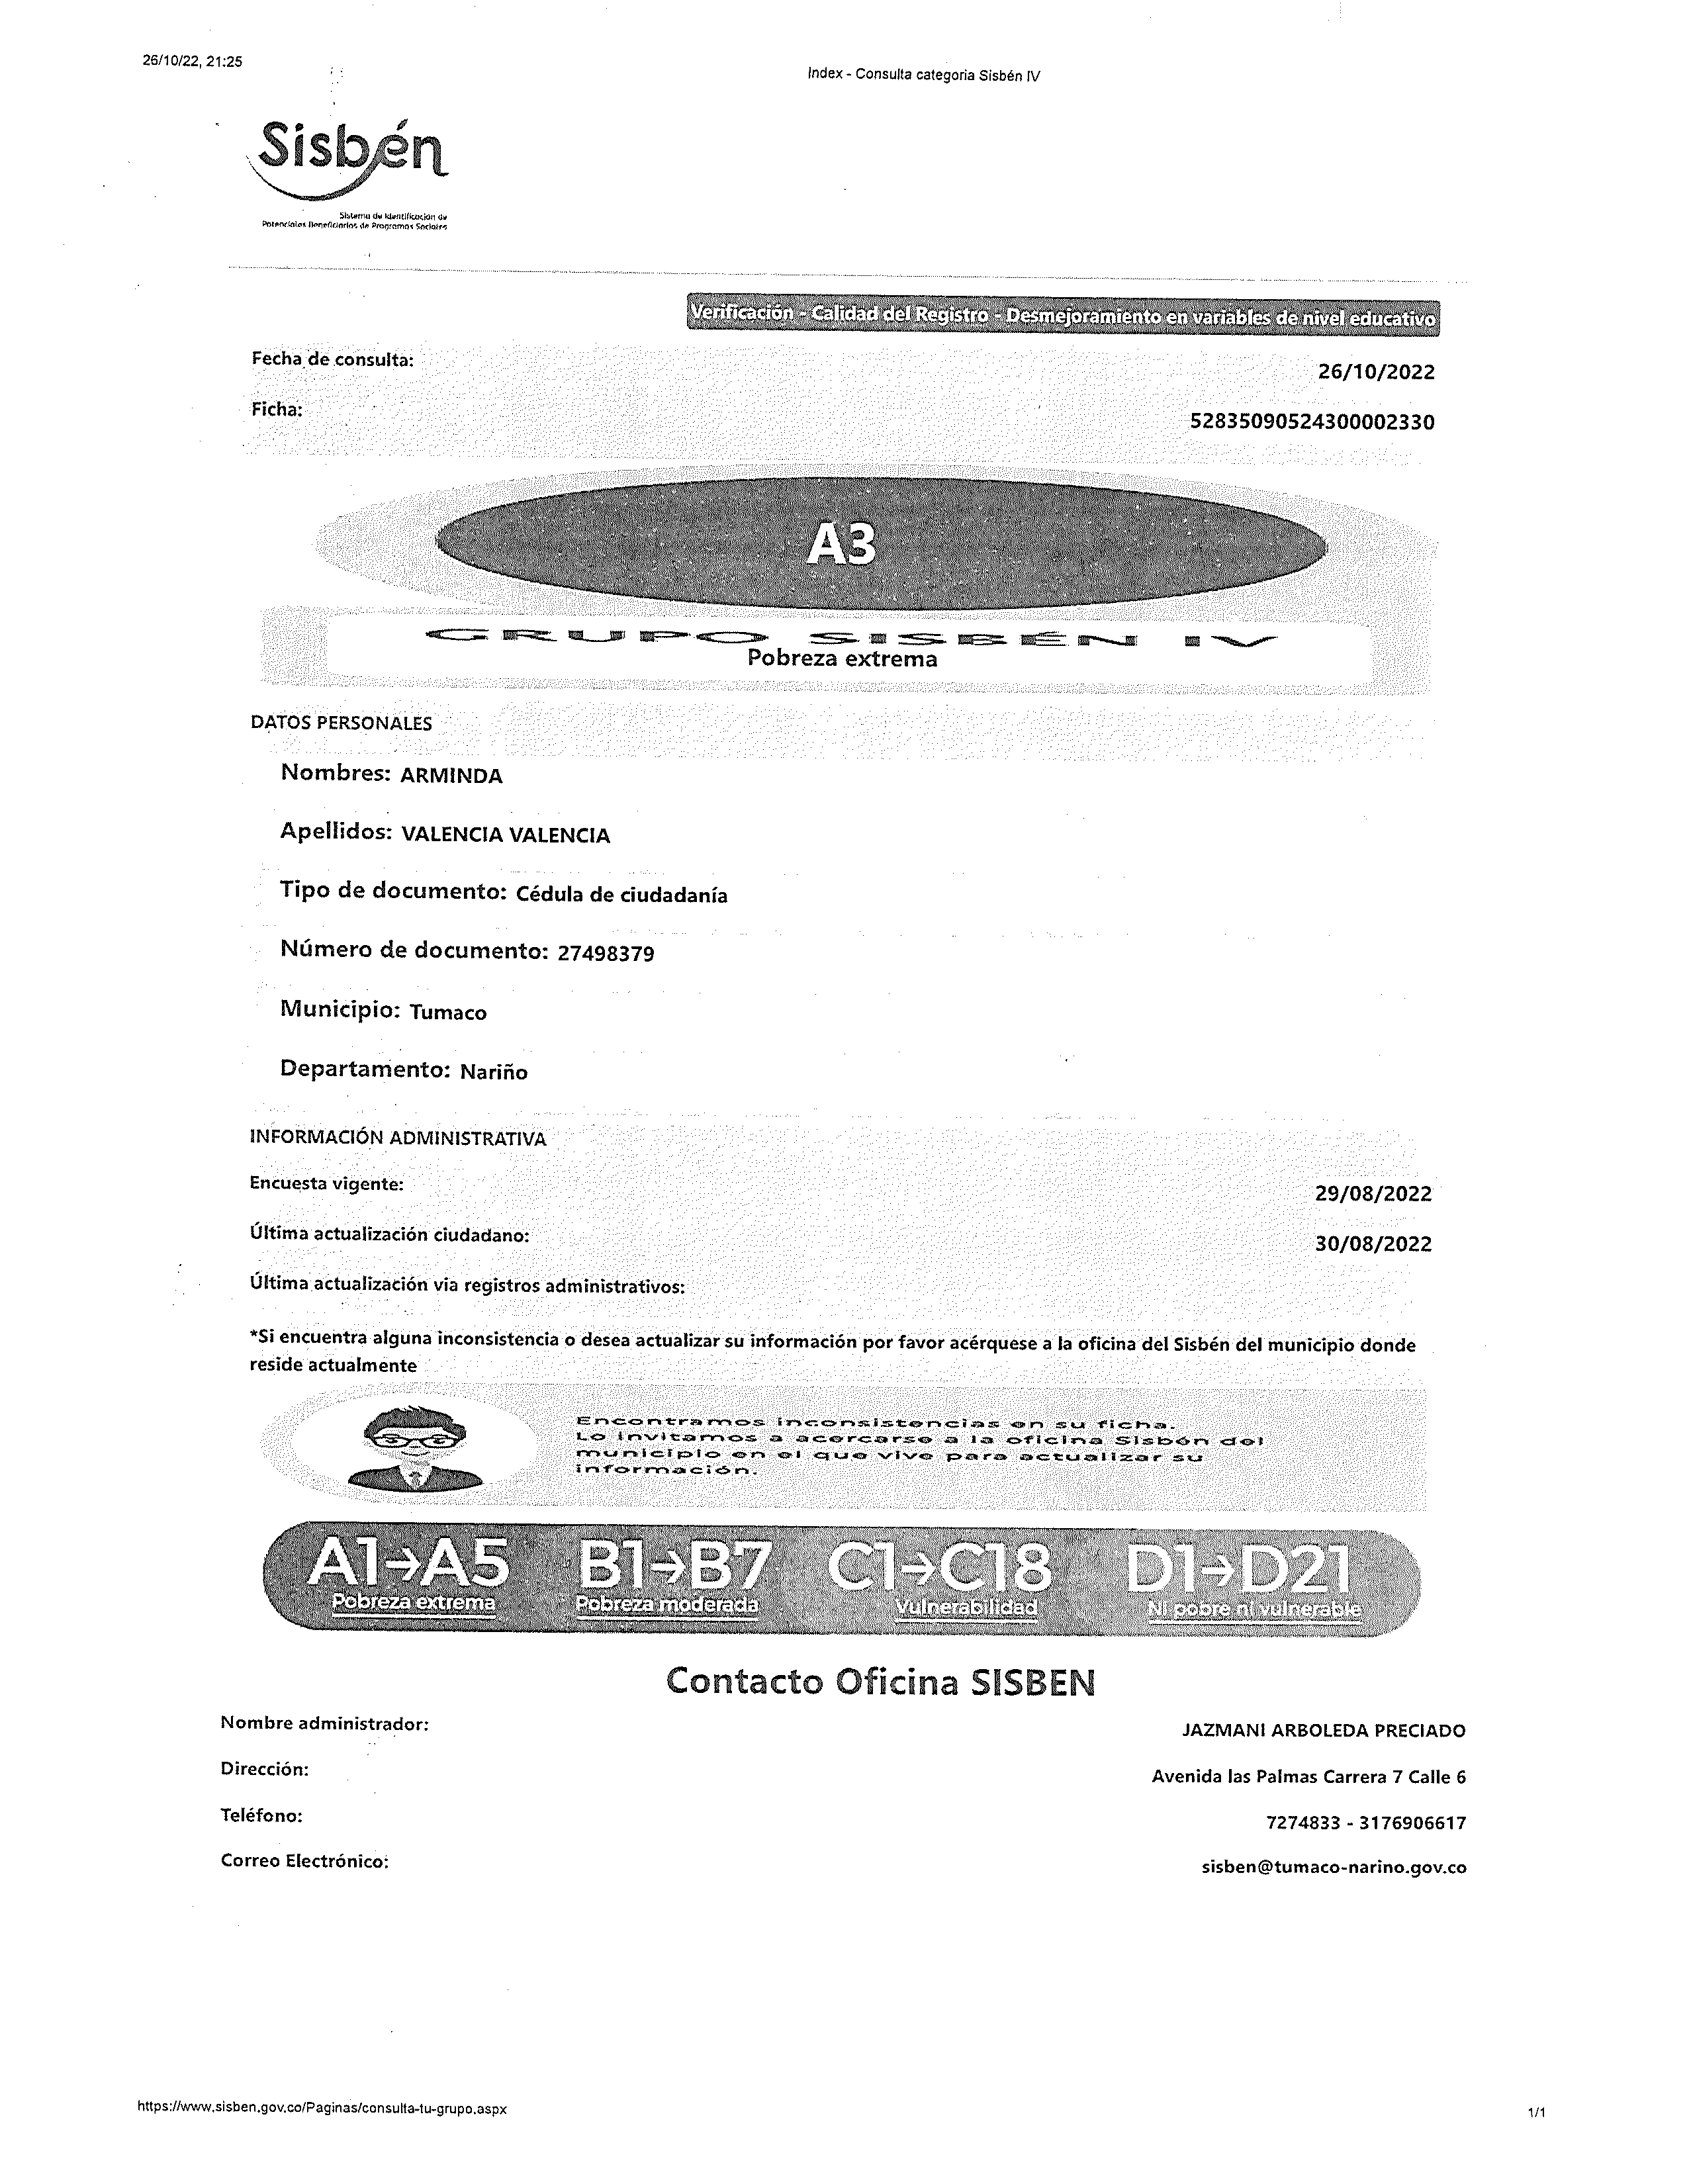 26/10/22, 21:25
Index - Consulta categoria Sisbén IV
Sisbén
Sistema de Identificación de
Potenciales Beneficiarios de Programas Sociales
Verificación - Calidad del Registro - Desmejoramiento en variables de nivel educativo
Fecha de consulta: 26/10/2022
Ficha: 52835090524300002330
A3
GRUPO SISBÉN IV
Pobreza extrema
DATOS PERSONALES
Nombres: ARMINDA
Apellidos: VALENCIA VALENCIA
Tipo de documento: Cédula de ciudadanía
Número de documento: 27498379
Municipio: Tumaco
Departamento: Nariño
INFORMACIÓN ADMINISTRATIVA
Encuesta vigente: 29/08/2022
Última actualización ciudadano: 30/08/2022
Última actualización via registros administrativos:
*Si encuentra alguna inconsistencia o desea actualizar su información por favor acérquese a la oficina del Sisbén del municipio donde
reside actualmente
Encontramos inconsistencias en su ficha.
Lo invitamos a acercarse a la oficina Sisbén del
municipio en el que vive para actualizar su
información.
A1→A5 B1→B7 C1→C18 D1→D21
Pobreza extrema Pobreza moderada Vulnerabilidad Ni pobre ni vulnerable
Contacto Oficina SISBEN
Nombre administrador: JAZMANI ARBOLEDA PRECIADO
Dirección: Avenida las Palmas Carrera 7 Calle 6
Teléfono: 7274833 - 3176906617
Correo Electrónico: sisben@tumaco-narino.gov.co
https://www.sisben.gov.co/Paginas/consulta-tu-grupo.aspx
1/1